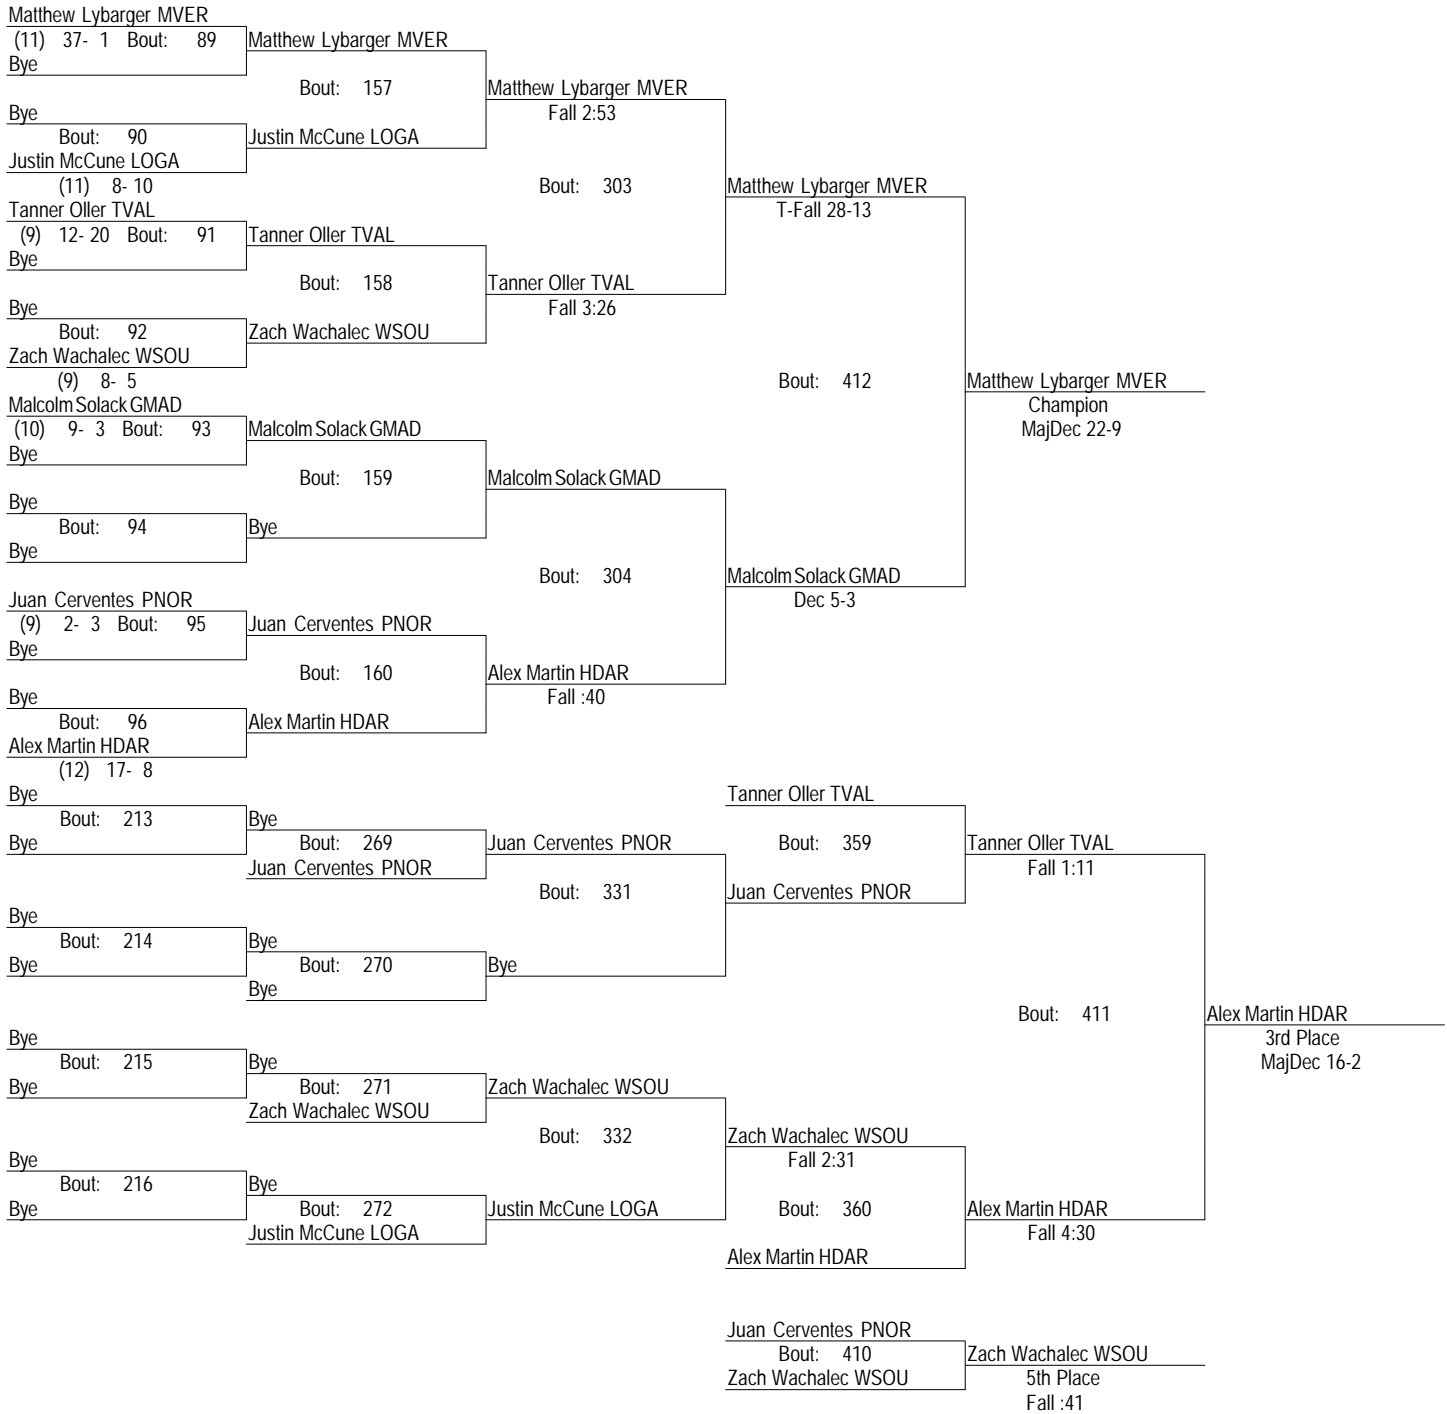 Matthew Lybarger MVER
(11) 37- 1 Bout: 89
Matthew Lybarger MVER
Bye
Bout: 157
Matthew Lybarger MVER
Fall 2:53
Bye
Bout: 90
Justin McCune LOGA
Justin McCune LOGA
(11) 8- 10
Bout: 303
Matthew Lybarger MVER
T-Fall 28-13
Tanner Oller TVAL
(9) 12- 20 Bout: 91
Tanner Oller TVAL
Bye
Bout: 158
Tanner Oller TVAL
Fall 3:26
Bye
Bout: 92
Zach Wachalec WSOU
Zach Wachalec WSOU
(9) 8- 5
Bout: 412
Matthew Lybarger MVER
Champion
MajDec 22-9
Malcolm Solack GMAD
(10) 9- 3 Bout: 93
Malcolm Solack GMAD
Bye
Bout: 159
Malcolm Solack GMAD
Bye
Bout: 94
Bye
Bye
Bout: 304
Malcolm Solack GMAD
Dec 5-3
Juan Cerventes PNOR
(9) 2- 3 Bout: 95
Juan Cerventes PNOR
Bye
Bout: 160
Alex Martin HDAR
Fall :40
Bye
Bout: 96
Alex Martin HDAR
Alex Martin HDAR
(12) 17- 8
Bye
Bout: 213
Bye
Bye
Bout: 269
Juan Cerventes PNOR
Juan Cerventes PNOR
Tanner Oller TVAL
Bout: 359
Tanner Oller TVAL
Fall 1:11
Bout: 331
Juan Cerventes PNOR
Bye
Bout: 214
Bye
Bye
Bout: 270
Bye
Bye
Bout: 411
Alex Martin HDAR
3rd Place
MajDec 16-2
Bye
Bout: 215
Bye
Bye
Bout: 271
Zach Wachalec WSOU
Zach Wachalec WSOU
Bout: 332
Zach Wachalec WSOU
Fall 2:31
Bye
Bout: 216
Bye
Bye
Bout: 272
Justin McCune LOGA
Justin McCune LOGA
Bout: 360
Alex Martin HDAR
Fall 4:30
Alex Martin HDAR
Juan Cerventes PNOR
Bout: 410
Zach Wachalec WSOU
Zach Wachalec WSOU
5th Place
Fall :41